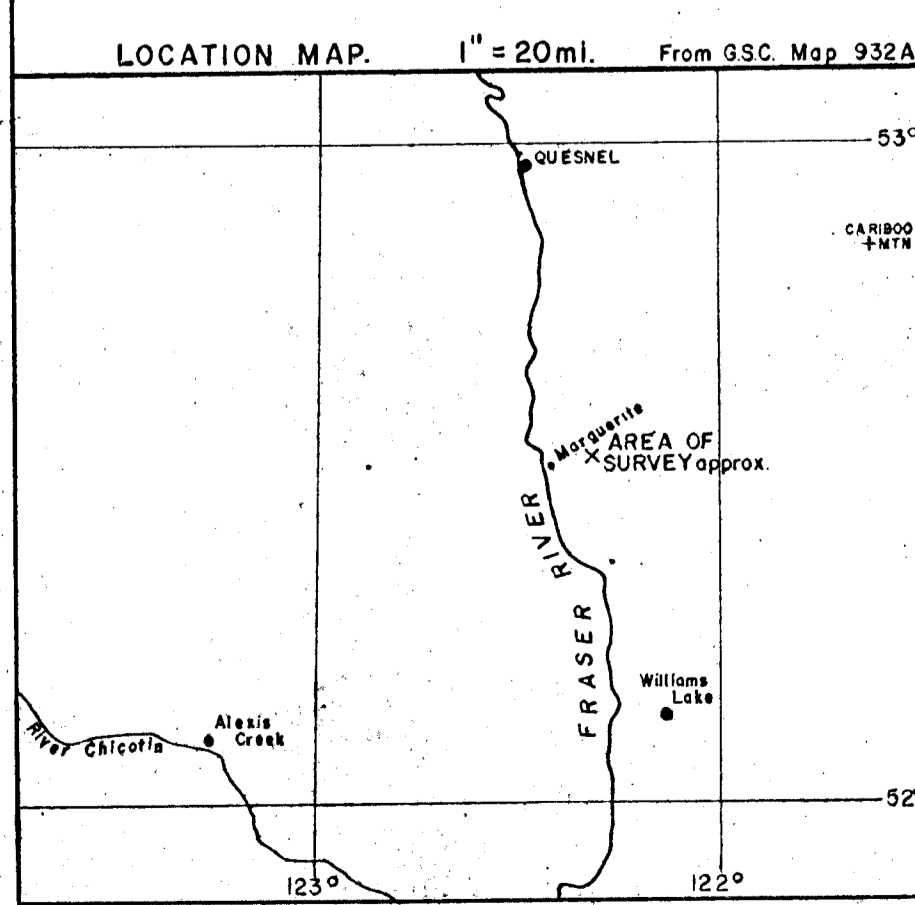 LOCATION MAP. 1" = 20mi. From G.S.C. Map 932A
53°
QUESNEL
CARIBOO
+MTN
Marguerite
× AREA OF
SURVEY approx.
FRASER RIVER
Williams
Lake
Alexis
Creek
River Chicotin
52°
123°
122°